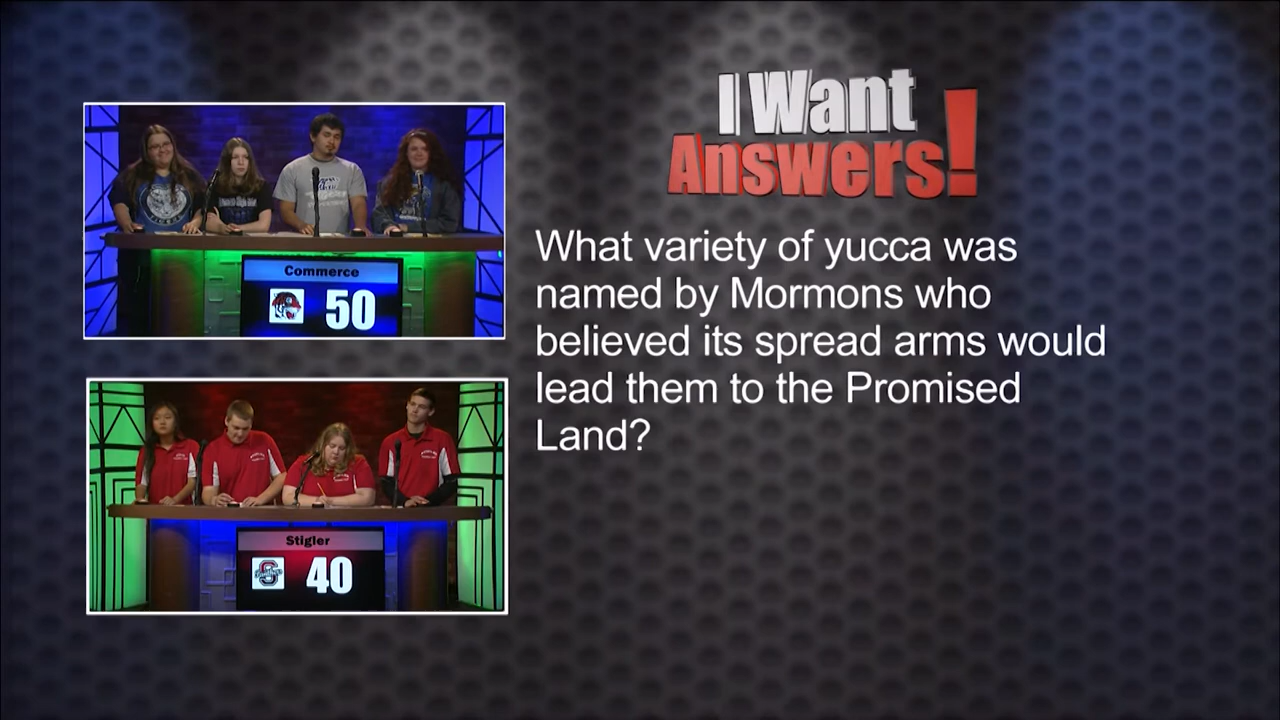 I Want
Answers!
What variety of yucca was
named by Mormons who
believed its spread arms would
lead them to the Promised
Land?
Commerce
50
Stigler
40